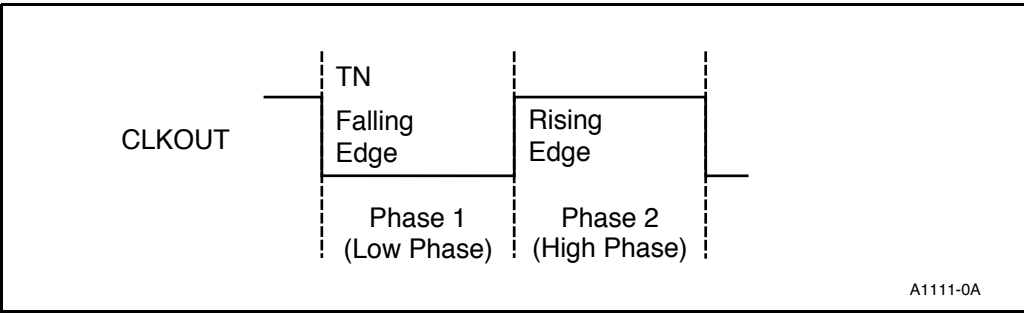 TN
CLKOUT
Falling
Edge
Rising
Edge
Phase 1
(Low Phase)
Phase 2
(High Phase)
A1111-0A